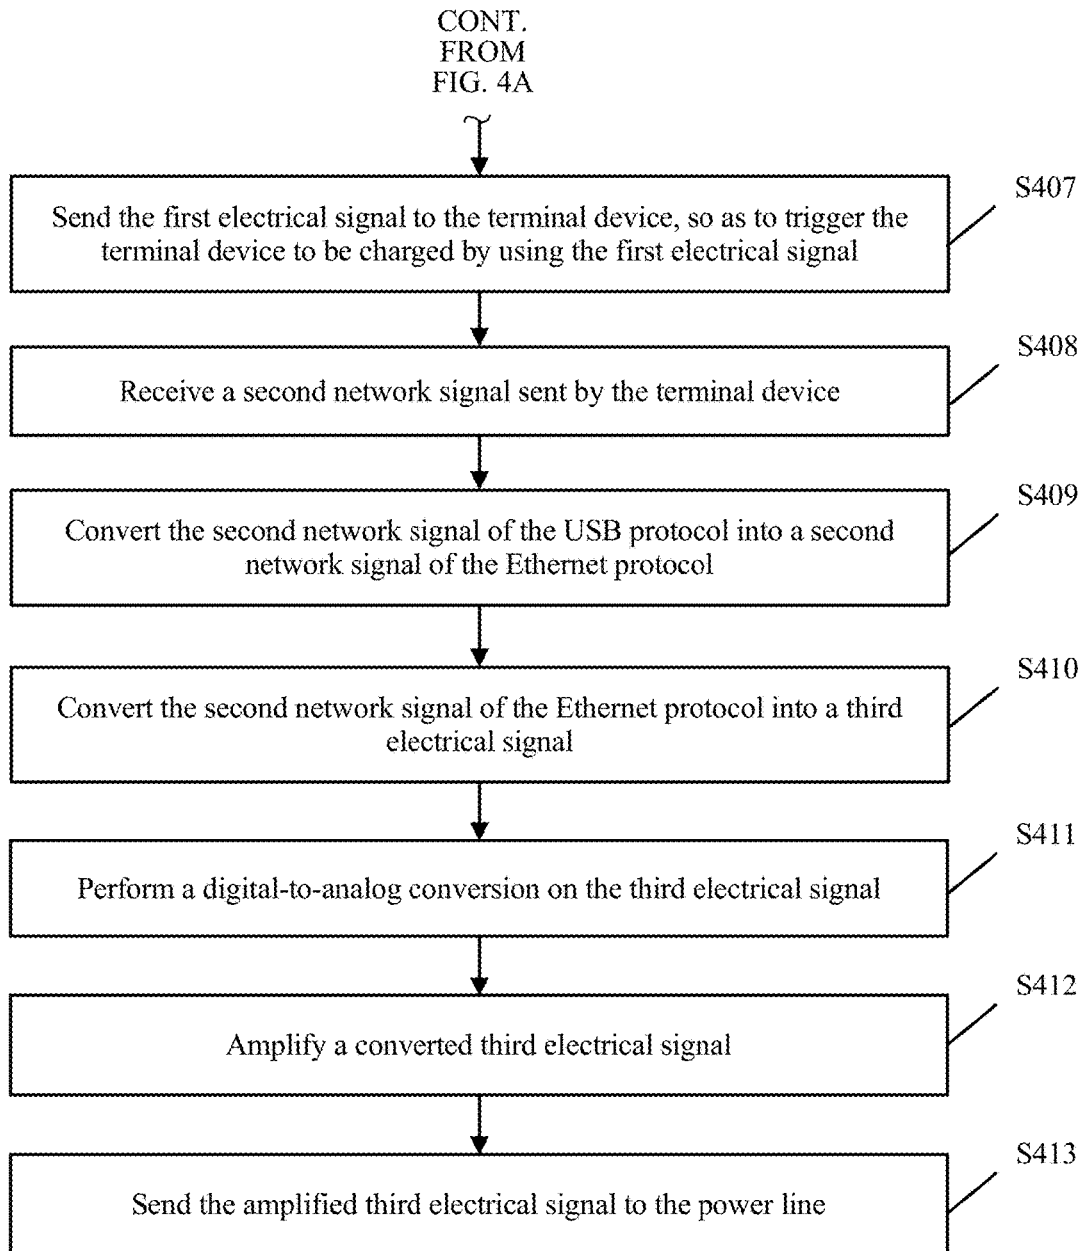 CONT.
FROM
FIG. 4A
S407
Send the first electrical signal to the terminal device, so as to trigger the
terminal device to be charged by using the first electrical signal
S408
Receive a second network signal sent by the terminal device
S409
Convert the second network signal of the USB protocol into a second
network signal of the Ethernet protocol
S410
Convert the second network signal of the Ethernet protocol into a third
electrical signal
S411
Perform a digital-to-analog conversion on the third electrical signal
S412
Amplify a converted third electrical signal
S413
Send the amplified third electrical signal to the power line